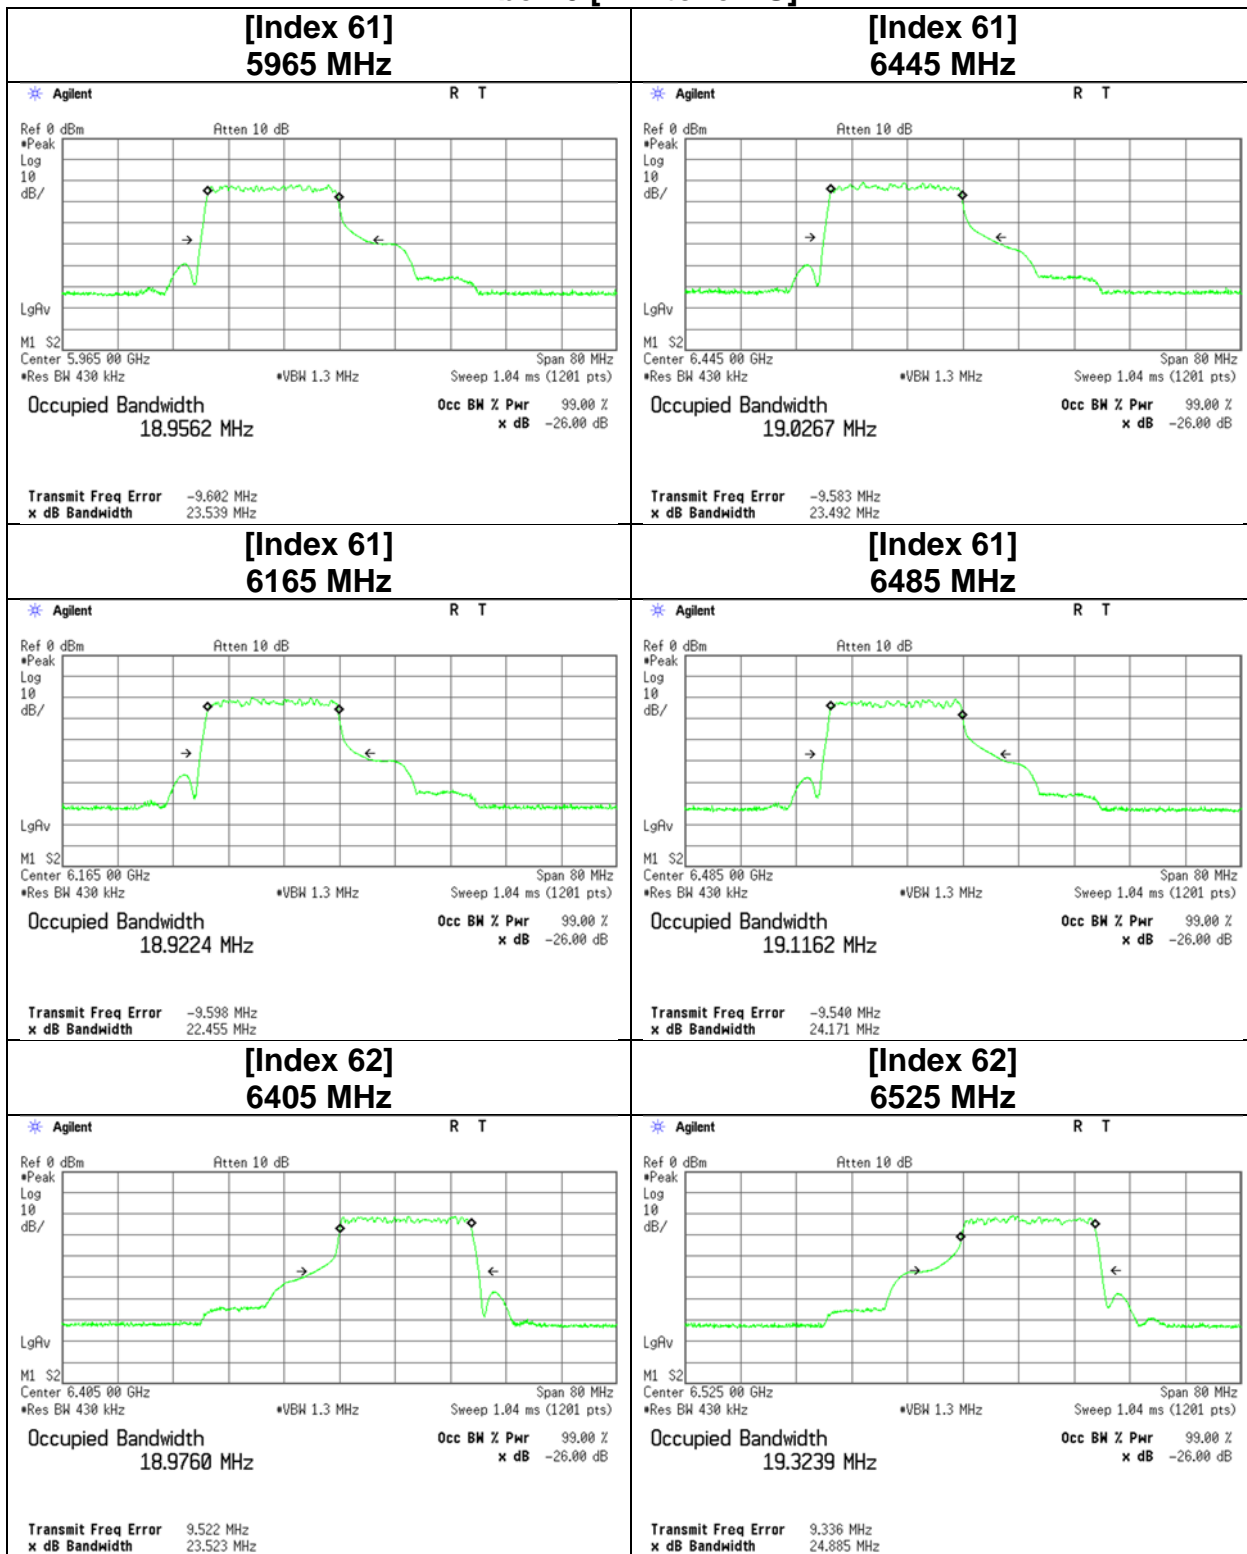 [Index 61]
5965 MHz
Agilent R T
Ref 0 dBm Atten 10 dB
#Peak
Log
10
dB/
LgAv
M1 S2
Center 5.965 00 GHz Span 80 MHz
#Res BW 430 kHz #VBW 1.3 MHz Sweep 1.04 ms (1201 pts)
Occupied Bandwidth Occ BW % Pwr 99.00 %
18.9562 MHz x dB -26.00 dB
Transmit Freq Error -9.602 MHz
x dB Bandwidth 23.539 MHz
[Index 61]
6445 MHz
Agilent R T
Ref 0 dBm Atten 10 dB
#Peak
Log
10
dB/
LgAv
M1 S2
Center 6.445 00 GHz Span 80 MHz
#Res BW 430 kHz #VBW 1.3 MHz Sweep 1.04 ms (1201 pts)
Occupied Bandwidth Occ BW % Pwr 99.00 %
19.0267 MHz x dB -26.00 dB
Transmit Freq Error -9.583 MHz
x dB Bandwidth 23.492 MHz
[Index 61]
6165 MHz
Agilent R T
Ref 0 dBm Atten 10 dB
#Peak
Log
10
dB/
LgAv
M1 S2
Center 6.165 00 GHz Span 80 MHz
#Res BW 430 kHz #VBW 1.3 MHz Sweep 1.04 ms (1201 pts)
Occupied Bandwidth Occ BW % Pwr 99.00 %
18.9224 MHz x dB -26.00 dB
Transmit Freq Error -9.598 MHz
x dB Bandwidth 22.455 MHz
[Index 61]
6485 MHz
Agilent R T
Ref 0 dBm Atten 10 dB
#Peak
Log
10
dB/
LgAv
M1 S2
Center 6.485 00 GHz Span 80 MHz
#Res BW 430 kHz #VBW 1.3 MHz Sweep 1.04 ms (1201 pts)
Occupied Bandwidth Occ BW % Pwr 99.00 %
19.1162 MHz x dB -26.00 dB
Transmit Freq Error -9.540 MHz
x dB Bandwidth 24.171 MHz
[Index 62]
6405 MHz
Agilent R T
Ref 0 dBm Atten 10 dB
#Peak
Log
10
dB/
LgAv
M1 S2
Center 6.405 00 GHz Span 80 MHz
#Res BW 430 kHz #VBW 1.3 MHz Sweep 1.04 ms (1201 pts)
Occupied Bandwidth Occ BW % Pwr 99.00 %
18.9760 MHz x dB -26.00 dB
Transmit Freq Error 9.522 MHz
x dB Bandwidth 23.523 MHz
[Index 62]
6525 MHz
Agilent R T
Ref 0 dBm Atten 10 dB
#Peak
Log
10
dB/
LgAv
M1 S2
Center 6.525 00 GHz Span 80 MHz
#Res BW 430 kHz #VBW 1.3 MHz Sweep 1.04 ms (1201 pts)
Occupied Bandwidth Occ BW % Pwr 99.00 %
19.3239 MHz x dB -26.00 dB
Transmit Freq Error 9.336 MHz
x dB Bandwidth 24.885 MHz